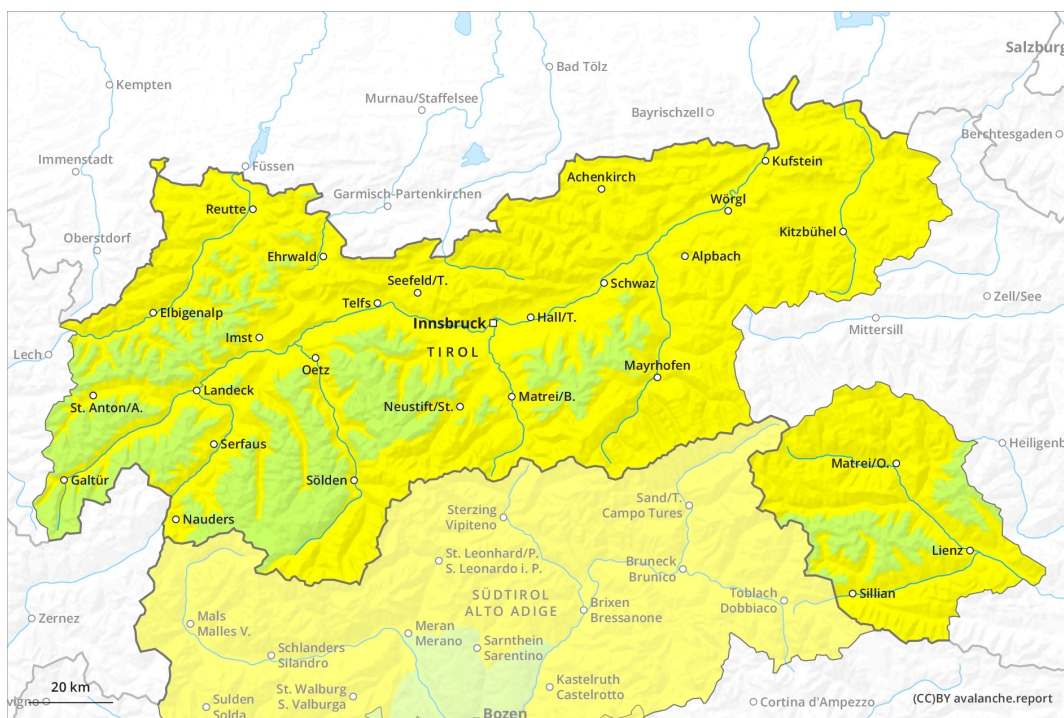 Salzburg
Bad Tölz
Kempten
Murnau/Staffelsee
Bayrischzell
Berchtesgaden
Immenstadt
Füssen
Kufstein
Achenkirch
Garmisch-Partenkirchen
Wörgl
Reutte
Oberstdorf
Kitzbühel
Ehrwald
Alpbach
Seefeld/T.
Schwaz
Zell/See
Telfs
Elbigenalp
Hall/T.
Innsbruck
Mittersill
Imst
Lech
TIROL
Oetz
Mayrhofen
Landeck
Matrei/B.
St. Anton/A.
Neustift/St.
Serfaus
Heiligenb
Matrei/O.
Galtür
Sölden
Sand/T.
Campo Tures
Sterzing
Vipiteno
Nauders
Lienz
St. Leonhard/P.
S. Leonardo i. P.
Bruneck
Brunico
Sillian
SÜDTIROL
ALTO ADIGE
Toblach
Dobbiaco
Brixen
Bressanone
Zernez
Mals
Malles V.
Meran
Merano
Sarnthein
Sarentino
Schlanders
Silandro
Kastelruth
Castelrotto
20 km
St. Walburg
S. Valburga
vigno
Sulden
Solda
Cortina d'Ampezzo
(CC)BY avalanche.report
Bozen